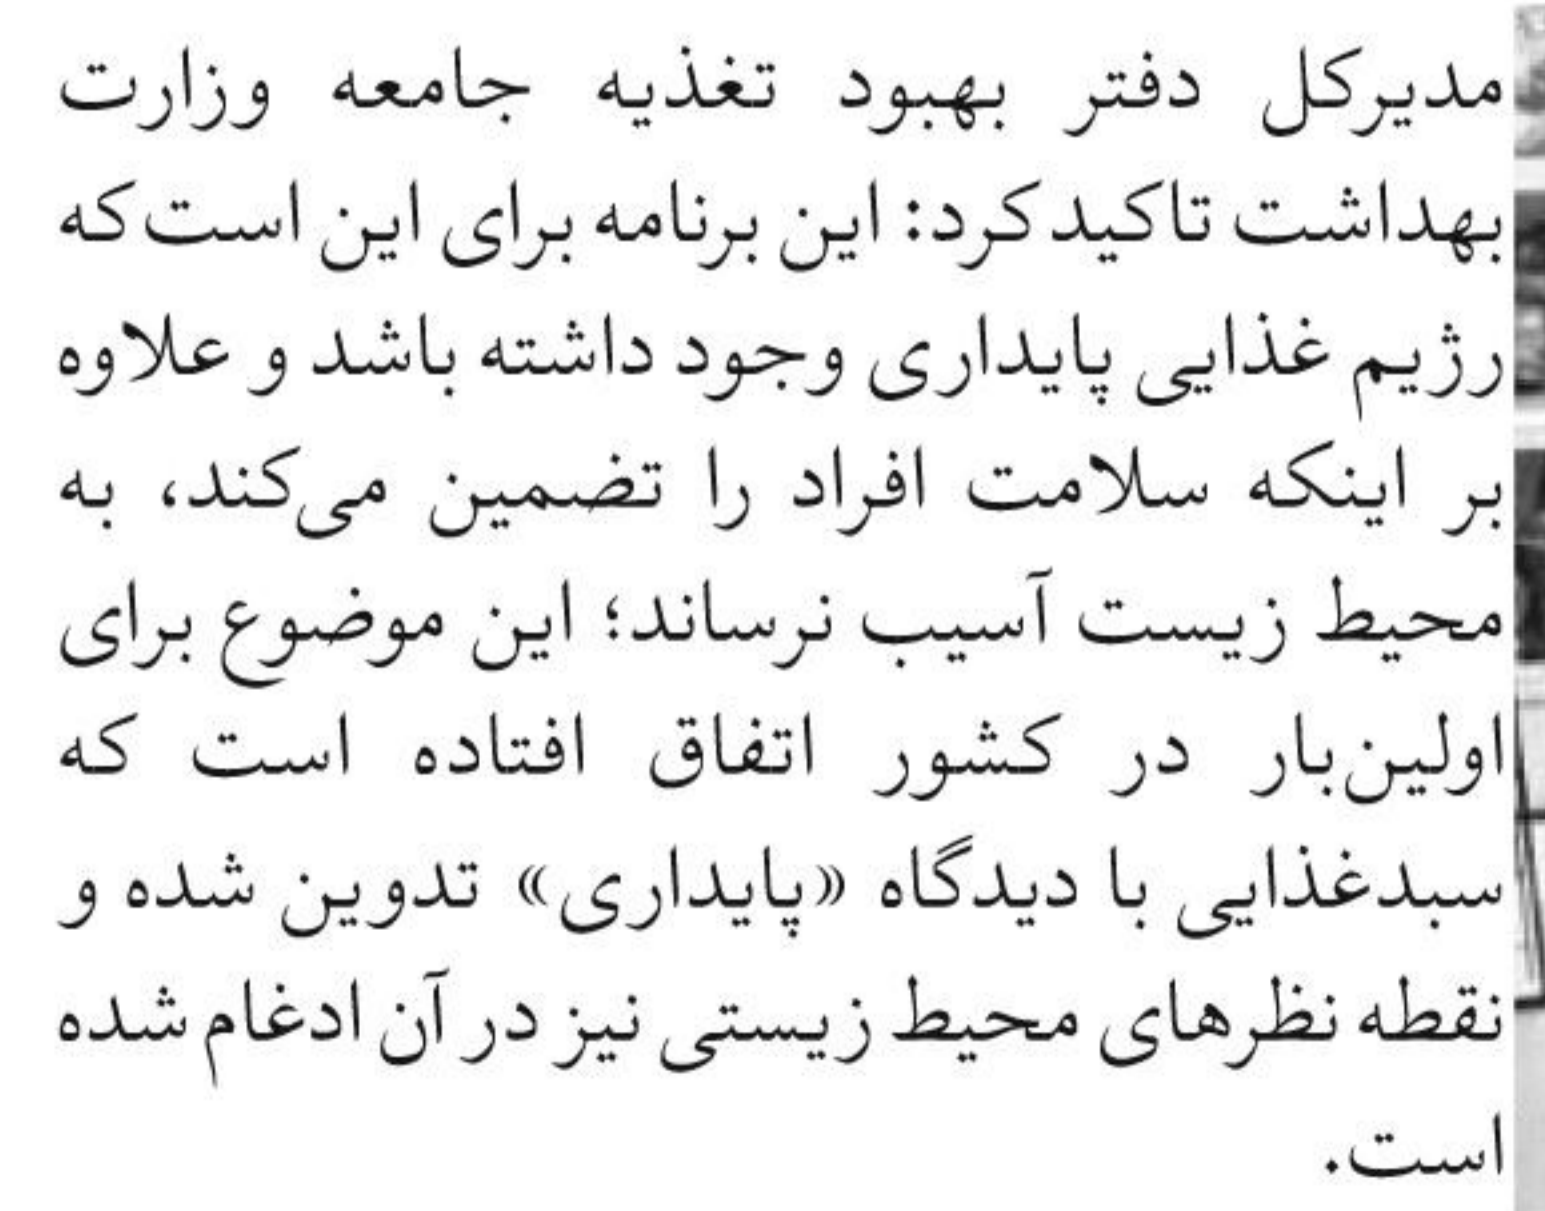 مدیرکل دفتر بهبود تغذیه جامعه وزارت
بهداشت تاکید کرد: این برنامه برای این است که
رژیم غذایی پایداری وجود داشته باشد و علاوه
بر اینکه سلامت افراد را تضمین می‌کند، به
محیط زیست آسیب نرساند؛ این موضوع برای
اولین‌بار در کشور اتفاق افتاده است که
سبدغذایی با دیدگاه «پایداری» تدوین شده و
نقطه نظرهای محیط زیستی نیز در آن ادغام شده
است.